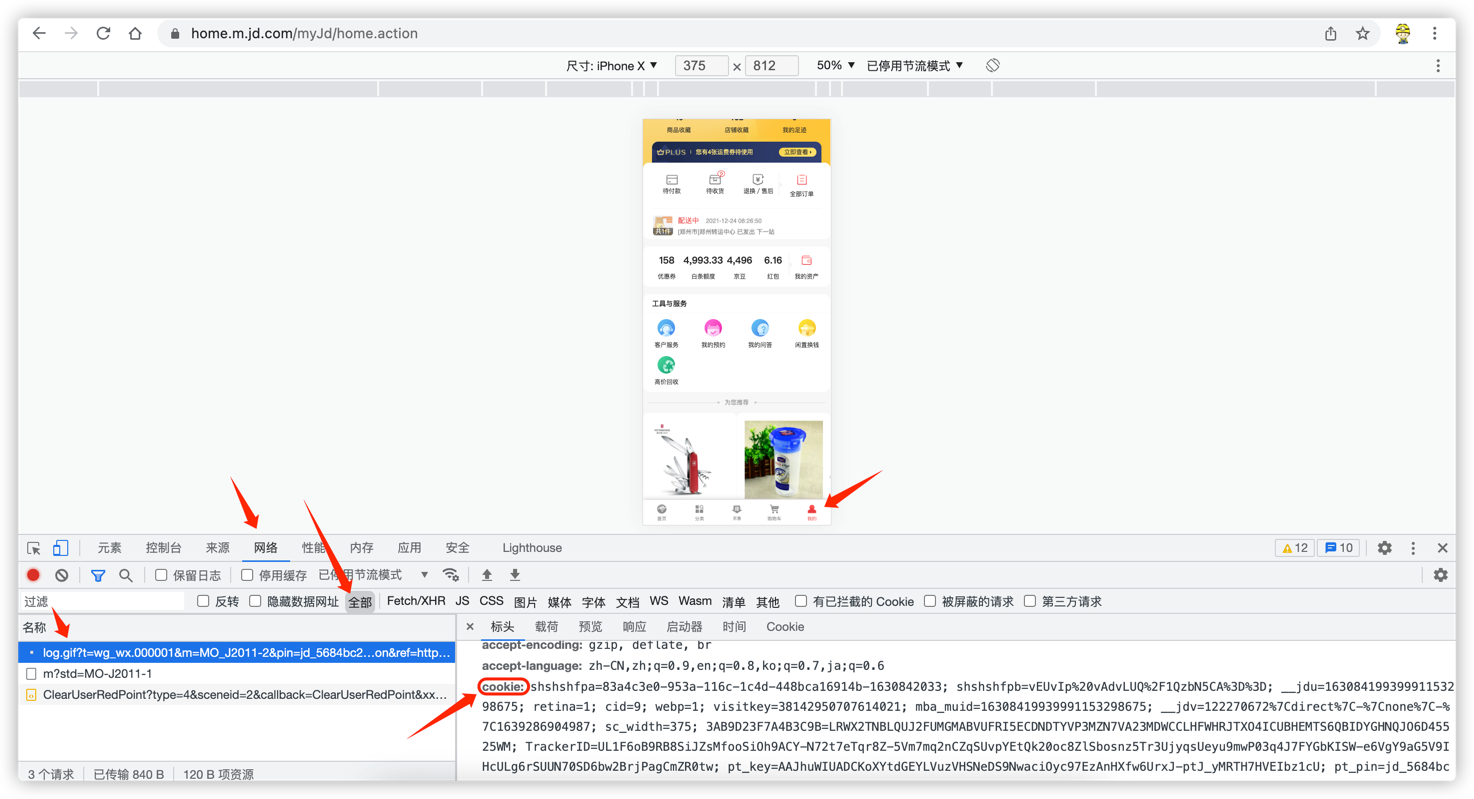 home.m.jd.com/myJd/home.action
尺寸: iPhone X ▼ 375 × 812 50% ▼ 已停用节流模式 ▼
商品收藏 店铺收藏 我的足迹
PLUS 您有4张运费券待使用 立即查看
待付款 待收货 退换 / 售后 全部订单
配送中 2021-12-24 08:26:50
共1件 [郑州市]郑州转运中心 已发出 下一站
158 4,993.33 4,496 6.16
优惠券 白条额度 京豆 红包 我的资产
工具与服务
客户服务 我的预约 我的问答 闲置换钱
高价回收
为您推荐
首页 分类 购物车 我的
元素 控制台 来源 网络 性能 内存 应用 安全 Lighthouse 12 10
保留日志 停用缓存 已停用节流模式 ▼
过滤 反转 隐藏数据网址 全部 Fetch/XHR JS CSS 图片 媒体 字体 文档 WS Wasm 清单 其他 有已拦截的 Cookie 被屏蔽的请求 第三方请求
名称 × 标头 载荷 预览 响应 启动器 时间 Cookie
log.gif?t=wg_wx.000001&m=MO_J2011-2&pin=jd_5684bc2…on&ref=http…
m?std=MO-J2011-1
ClearUserRedPoint?type=4&sceneid=2&callback=ClearUserRedPoint&xx…
accept-encoding: gzip, deflate, br
accept-language: zh-CN,zh;q=0.9,en;q=0.8,ko;q=0.7,ja;q=0.6
cookie: shshshfpa=83a4c3e0-953a-116c-1c4d-448bca16914b-1630842033; shshshfpb=vEUvIp%20vAdvLUQ%2F1QzbN5CA%3D%3D; __jdu=163084199399911532
98675; retina=1; cid=9; webp=1; visitkey=38142950707614021; mba_muid=16308419939991153298675; __jdv=122270672%7Cdirect%7C-%7Cnone%7C-%
7C1639286904987; sc_width=375; 3AB9D23F7A4B3C9B=LRWX2TNBLQUJ2FUMGMABVUFRI5ECDNDTYVP3MZN7VA23MDWCCLHFWHRJTXO4ICUBHEMTS6QBIDYGHNQJO6D455
25WM; TrackerID=UL1F6oB9RB8SiJZsMfooSiOh9ACY-N72t7eTqr8Z-5Vm7mq2nCZqSUvpYEtQk20oc8ZlSbosnz5Tr3UjyqsUeyu9mwP03q4J7FYGbKISW-e6VgY9aG5V9I
HcULg6rSUUN70SD6bw2BrjPagCmZR0tw; pt_key=AAJhuWIUADCKoXYtdGEYLVuzVHSNeDS9NwaciOyc97EzAnHXfw6UrxJ-ptJ_yMRTH7HVEIbz1cU; pt_pin=jd_5684bc
3 个请求 已传输 840 B 120 B 项资源